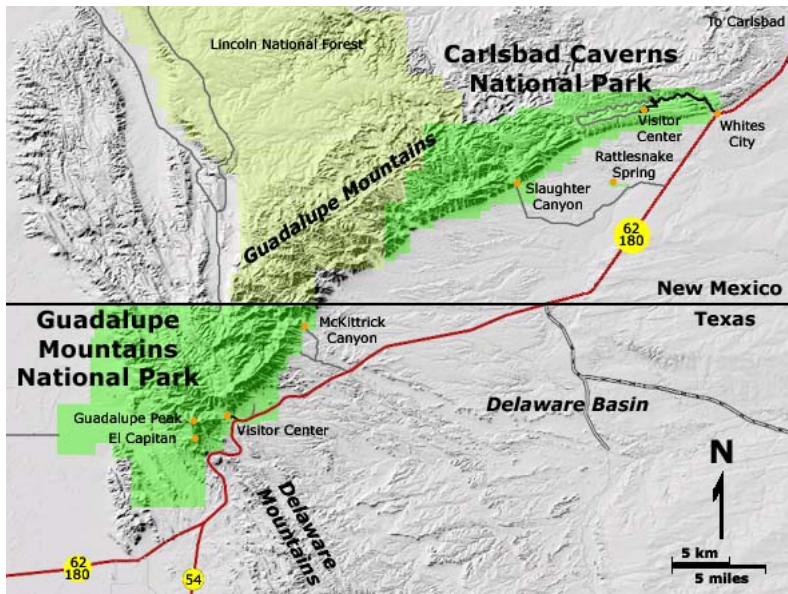 To Carlsbad
Lincoln National Forest
Carlsbad Caverns
National Park
Visitor
Center
Whites
City
Guadalupe Mountains
Rattlesnake
Spring
Slaughter
Canyon
62
180
New Mexico
Texas
Guadalupe
Mountains
National Park
McKittrick
Canyon
Guadalupe Peak
El Capitan
Visitor Center
Delaware Basin
Delaware
Mountains
N
62
180
54
5 km
5 miles